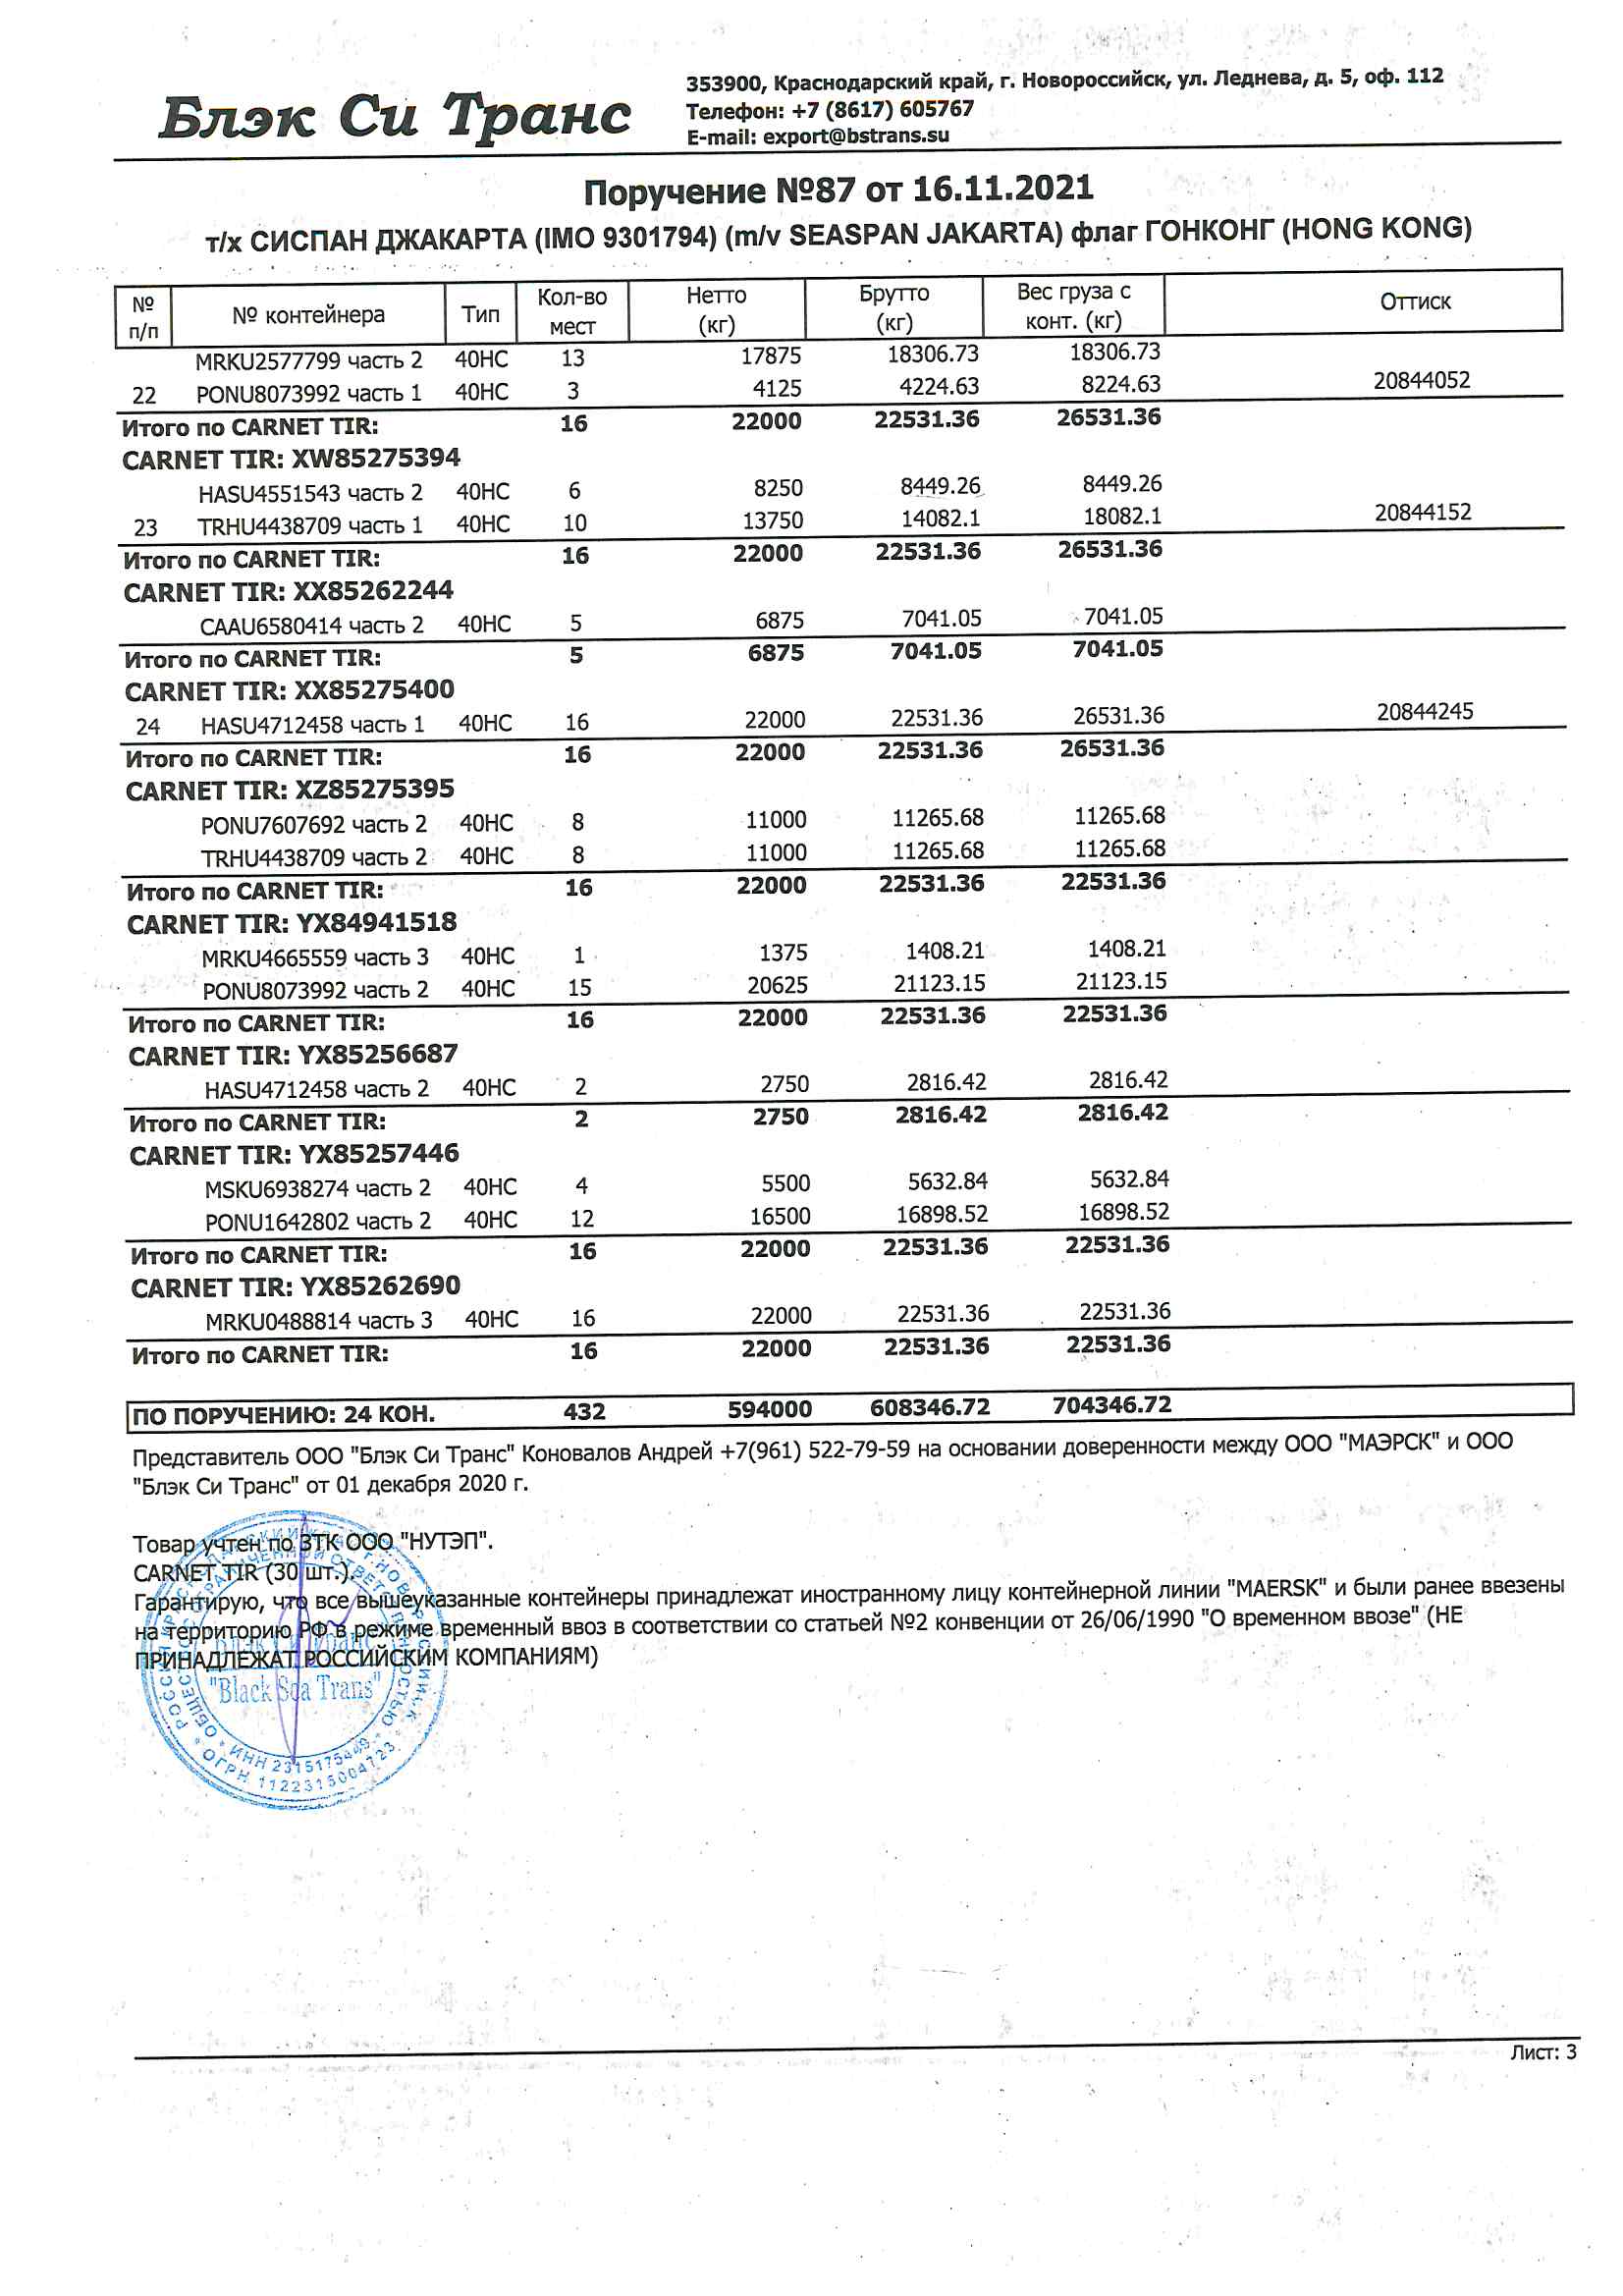 Блэк Си Транс
353900, Краснодарский край, г. Новороссийск, ул. Леднева, д. 5, оф. 112
Телефон: +7 (8617) 605767
E-mail: export@bstrans.su
Поручение №87 от 16.11.2021
т/х СИСПАН ДЖАКАРТА (IMO 9301794) (m/v SEASPAN JAKARTA) флаг ГОНКОНГ (HONG KONG)
№ п/п № контейнера Тип Кол-во мест Нетто (кг) Брутто (кг) Вес груза с конт. (кг) Оттиск
MRKU2577799 часть 2 40HC 13 17875 18306.73 18306.73
22 PONU8073992 часть 1 40HC 3 4125 4224.63 8224.63 20844052
Итого по CARNET TIR: 16 22000 22531.36 26531.36
CARNET TIR: XW85275394
HASU4551543 часть 2 40HC 6 8250 8449.26 8449.26
23 TRHU4438709 часть 1 40HC 10 13750 14082.1 18082.1 20844152
Итого по CARNET TIR: 16 22000 22531.36 26531.36
CARNET TIR: XX85262244
CAAU6580414 часть 2 40HC 5 6875 7041.05 7041.05
Итого по CARNET TIR: 5 6875 7041.05 7041.05
CARNET TIR: XX85275400
24 HASU4712458 часть 1 40HC 16 22000 22531.36 26531.36 20844245
Итого по CARNET TIR: 16 22000 22531.36 26531.36
CARNET TIR: XZ85275395
PONU7607692 часть 2 40HC 8 11000 11265.68 11265.68
TRHU4438709 часть 2 40HC 8 11000 11265.68 11265.68
Итого по CARNET TIR: 16 22000 22531.36 22531.36
CARNET TIR: YX84941518
MRKU4665559 часть 3 40HC 1 1375 1408.21 1408.21
PONU8073992 часть 2 40HC 15 20625 21123.15 21123.15
Итого по CARNET TIR: 16 22000 22531.36 22531.36
CARNET TIR: YX85256687
HASU4712458 часть 2 40HC 2 2750 2816.42 2816.42
Итого по CARNET TIR: 2 2750 2816.42 2816.42
CARNET TIR: YX85257446
MSKU6938274 часть 2 40HC 4 5500 5632.84 5632.84
PONU1642802 часть 2 40HC 12 16500 16898.52 16898.52
Итого по CARNET TIR: 16 22000 22531.36 22531.36
CARNET TIR: YX85262690
MRKU0488814 часть 3 40HC 16 22000 22531.36 22531.36
Итого по CARNET TIR: 16 22000 22531.36 22531.36
ПО ПОРУЧЕНИЮ: 24 КОН. 432 594000 608346.72 704346.72
Представитель ООО "Блэк Си Транс" Коновалов Андрей +7(961) 522-79-59 на основании доверенности между ООО "МАЭРСК" и ООО
"Блэк Си Транс" от 01 декабря 2020 г.
Товар учтен по ЗТК ООО "НУТЭП".
CARNET TIR (30 шт.).
Гарантирую, что все вышеуказанные контейнеры принадлежат иностранному лицу контейнерной линии "MAERSK" и были ранее ввезены
на территорию РФ в режиме временный ввоз в соответствии со статьей №2 конвенции от 26/06/1990 "О временном ввозе" (НЕ
ПРИНАДЛЕЖАТ РОССИЙСКИМ КОМПАНИЯМ)
Блэк Си Транс
"Black Sea Trans"
ИНН 2315175449
ОГРН 1122315004723
Лист: 3